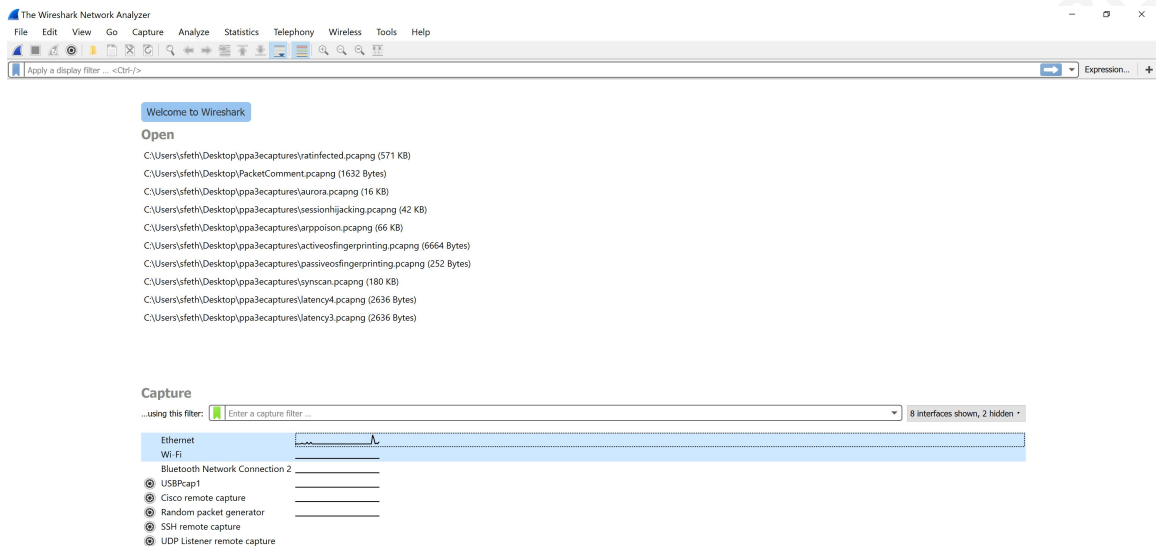 The Wireshark Network Analyzer
File Edit View Go Capture Analyze Statistics Telephony Wireless Tools Help
Apply a display filter ... <Ctrl-/>
Expression... +
Welcome to Wireshark
Open
C:\Users\sfeth\Desktop\ppa3ecaptures\ratinfected.pcapng (571 KB)
C:\Users\sfeth\Desktop\PacketComment.pcapng (1632 Bytes)
C:\Users\sfeth\Desktop\ppa3ecaptures\aurora.pcapng (16 KB)
C:\Users\sfeth\Desktop\ppa3ecaptures\sessionhijacking.pcapng (42 KB)
C:\Users\sfeth\Desktop\ppa3ecaptures\arppoison.pcapng (66 KB)
C:\Users\sfeth\Desktop\ppa3ecaptures\activeosfingerprinting.pcapng (6664 Bytes)
C:\Users\sfeth\Desktop\ppa3ecaptures\passiveosfingerprinting.pcapng (252 Bytes)
C:\Users\sfeth\Desktop\ppa3ecaptures\synscan.pcapng (180 KB)
C:\Users\sfeth\Desktop\ppa3ecaptures\latency4.pcapng (2636 Bytes)
C:\Users\sfeth\Desktop\ppa3ecaptures\latency3.pcapng (2636 Bytes)
Capture
...using this filter: Enter a capture filter ... 8 interfaces shown, 2 hidden
Ethernet
Wi-Fi
Bluetooth Network Connection 2
USBPcap1
Cisco remote capture
Random packet generator
SSH remote capture
UDP Listener remote capture